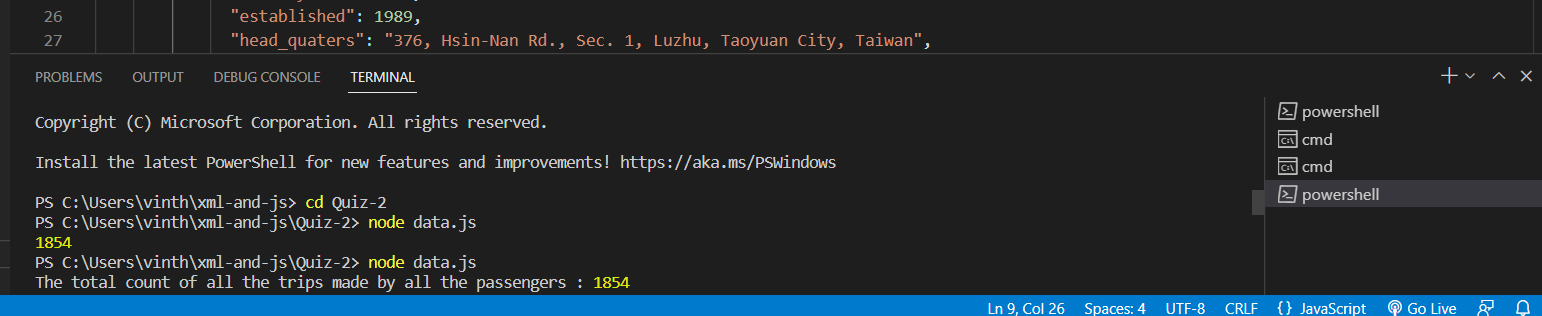 26 "established": 1989,
27 "head_quaters": "376, Hsin-Nan Rd., Sec. 1, Luzhu, Taoyuan City, Taiwan",
PROBLEMS OUTPUT DEBUG CONSOLE TERMINAL
Copyright (C) Microsoft Corporation. All rights reserved.
Install the latest PowerShell for new features and improvements! https://aka.ms/PSWindows
PS C:\Users\vinth\xml-and-js> cd Quiz-2
PS C:\Users\vinth\xml-and-js\Quiz-2> node data.js
1854
PS C:\Users\vinth\xml-and-js\Quiz-2> node data.js
The total count of all the trips made by all the passengers : 1854
powershell
cmd
cmd
powershell
Ln 9, Col 26 Spaces: 4 UTF-8 CRLF {} JavaScript Go Live